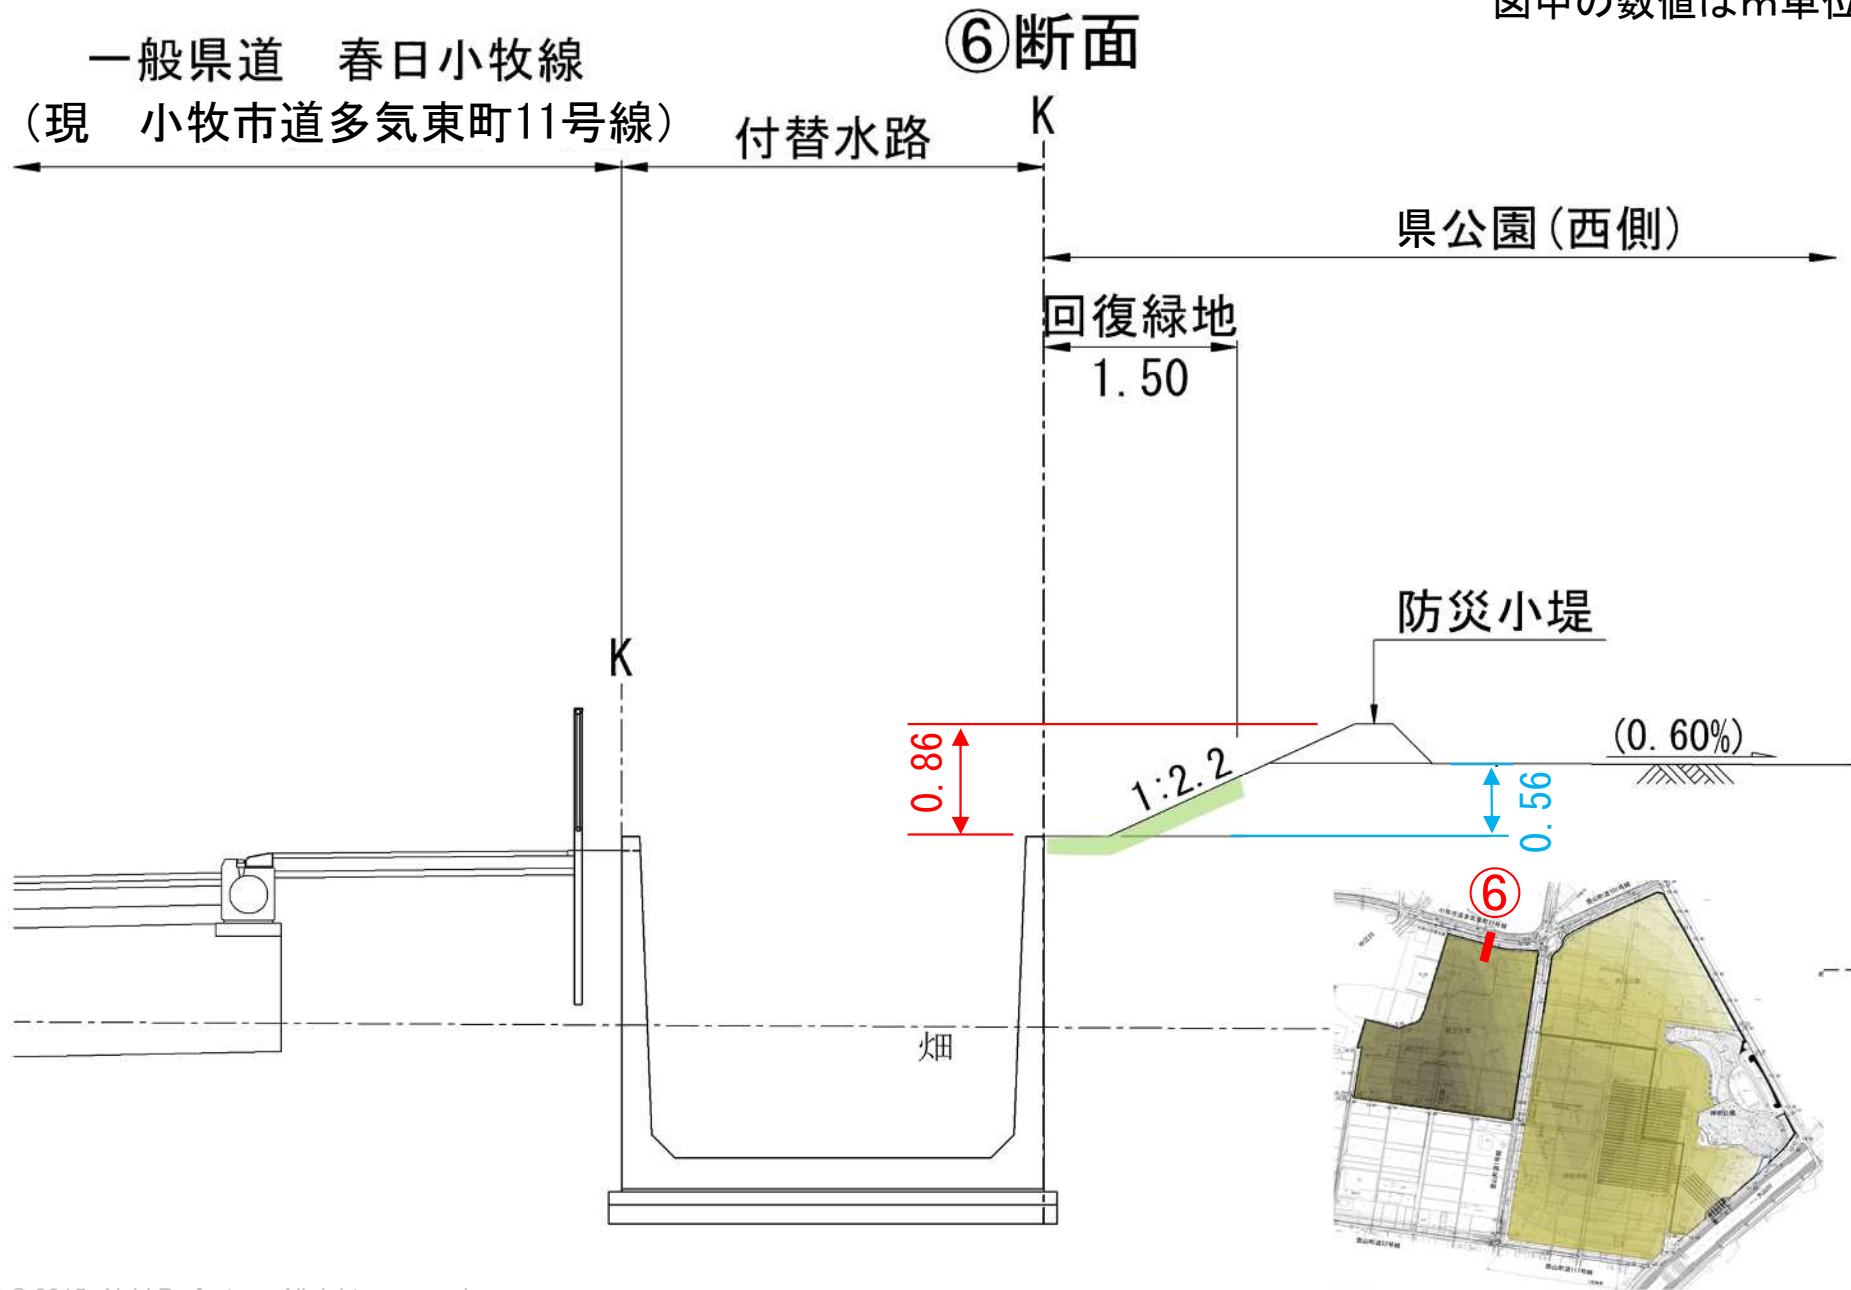 図中の数値はm単位
⑥断面
一般県道　春日小牧線
（現　小牧市道多気東町11号線）
付替水路
K
県公園(西側)
回復緑地
1.50
防災小堤
K
(0.60%)
0.86
1:2.2
0.56
畑
⑥